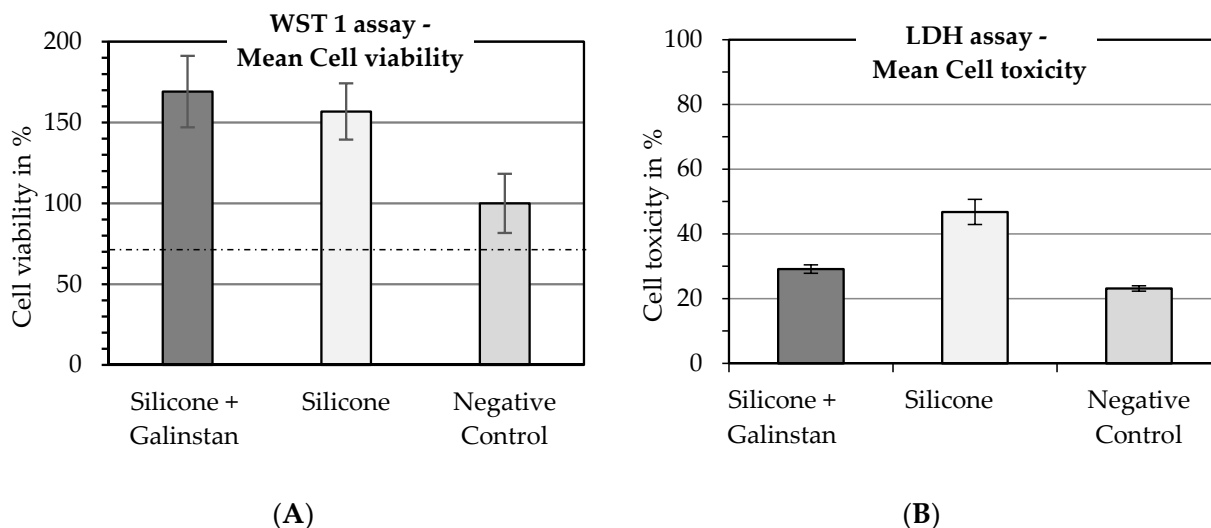 WST 1 assay -
Mean Cell viability
Cell viability in %
200
150
100
50
0
Silicone +
Galinstan
Silicone
Negative
Control
(A)
LDH assay -
Mean Cell toxicity
Cell toxicity in %
100
80
60
40
20
0
Silicone +
Galinstan
Silicone
Negative
Control
(B)